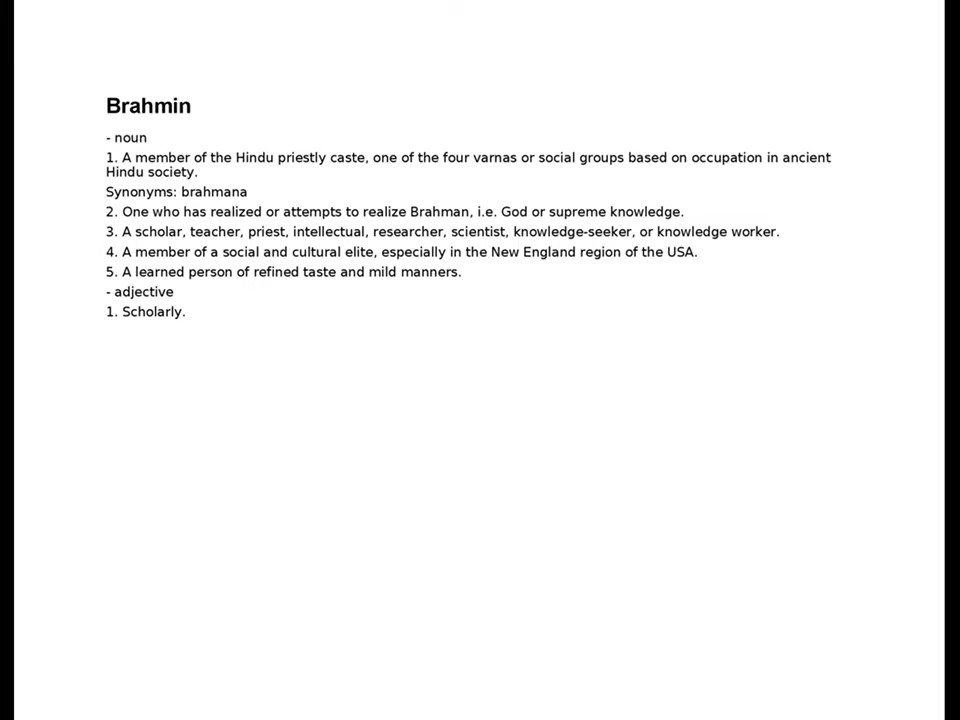 Brahmin
- noun
1. A member of the Hindu priestly caste, one of the four varnas or social groups based on occupation in ancient
Hindu society.
Synonyms: brahmana
2. One who has realized or attempts to realize Brahman, i.e. God or supreme knowledge.
3. A scholar, teacher, priest, intellectual, researcher, scientist, knowledge-seeker, or knowledge worker.
4. A member of a social and cultural elite, especially in the New England region of the USA.
5. A learned person of refined taste and mild manners.
- adjective
1. Scholarly.